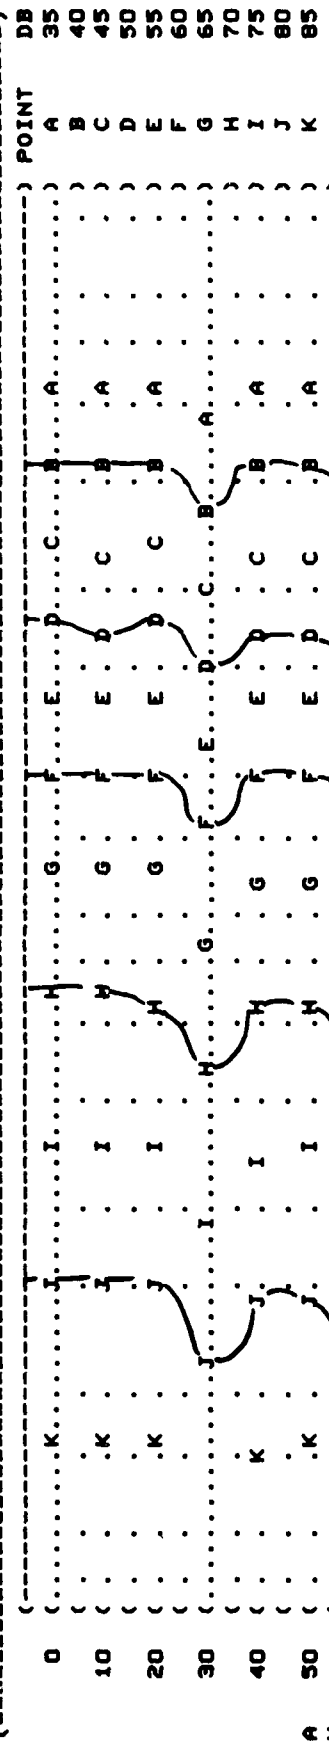 (--------------------) POINT DB
0 (....K....J....I....H....G....F....E....D....C....B....A....) A 35
( . . . . . . . . . . ) B 40
10 ( . . K . J . I . H . G . F . E . D . C . B . A . . ) C 45
( . . . . . . . . . . ) D 50
20 ( . . K . J . I . H . G . F . E . D . C . B . A . . ) E 55
( . . . . . . . . . . ) F 60
30 (....J....I....H....G....F....E....D....C....B....A....) G 65
( . . . . . . . . . . ) H 70
40 ( . . K . J . I . H . G . F . E . D . C . B . A . . ) I 75
( . . . . . . . . . . ) J 80
A 50 ( . . K . J . I . H . G . F . E . D . C . B . A . . ) K 85